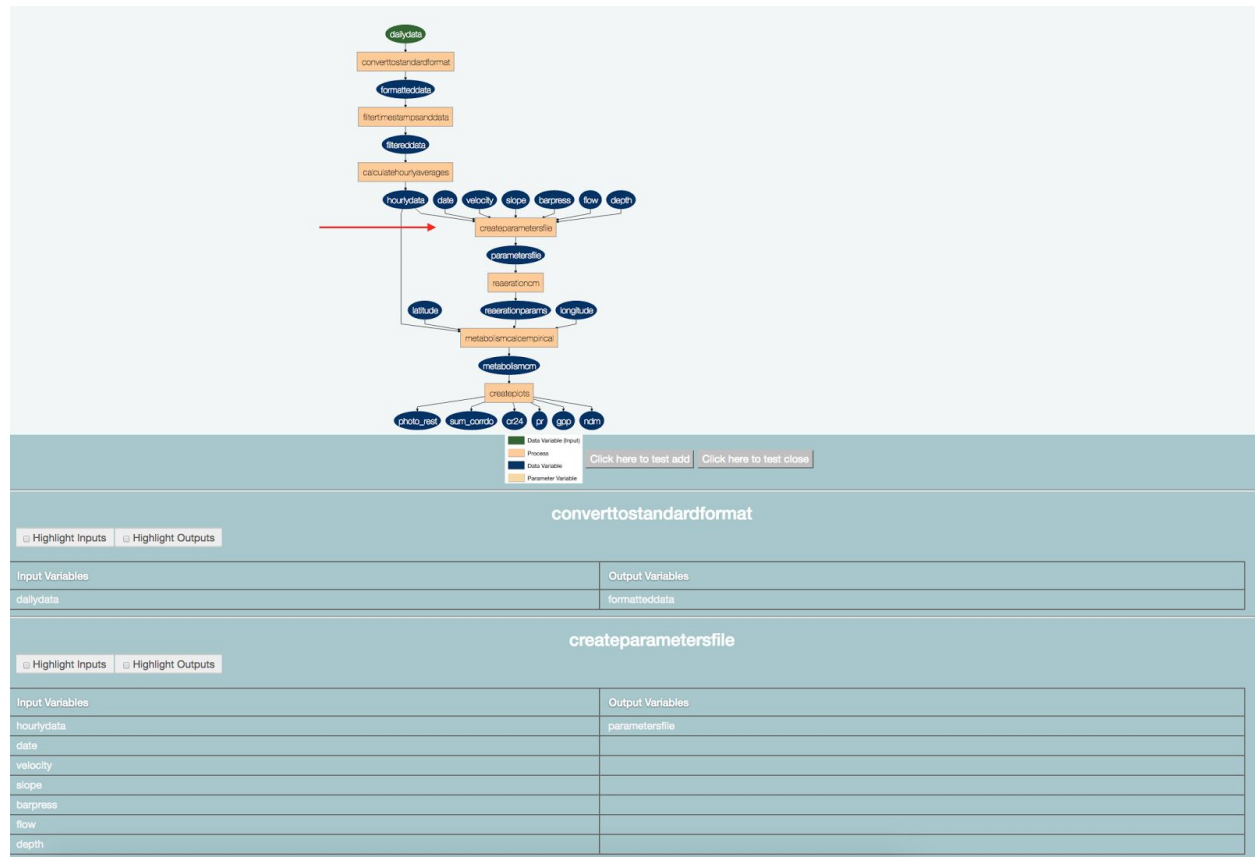 dailydata
converttostandardformat
formatteddata
filtertimestampsanddata
filtereddata
calculatehourlyaverages
hourlydata date velocity slope barpress flow depth
createparametersfile
parametersfile
reaerationcm
latitude reaerationparams longitude
metabolismcalcempirical
metabolismcm
createplots
photo_rest sum_corrdo cr24 pr gpp ndm
Data Variable (Input)
Process
Data Variable
Parameter Variable
Click here to test add Click here to test close
converttostandardformat
Highlight Inputs Highlight Outputs
Input Variables Output Variables
dailydata formatteddata
createparametersfile
Highlight Inputs Highlight Outputs
Input Variables Output Variables
hourlydata parametersfile
date
velocity
slope
barpress
flow
depth